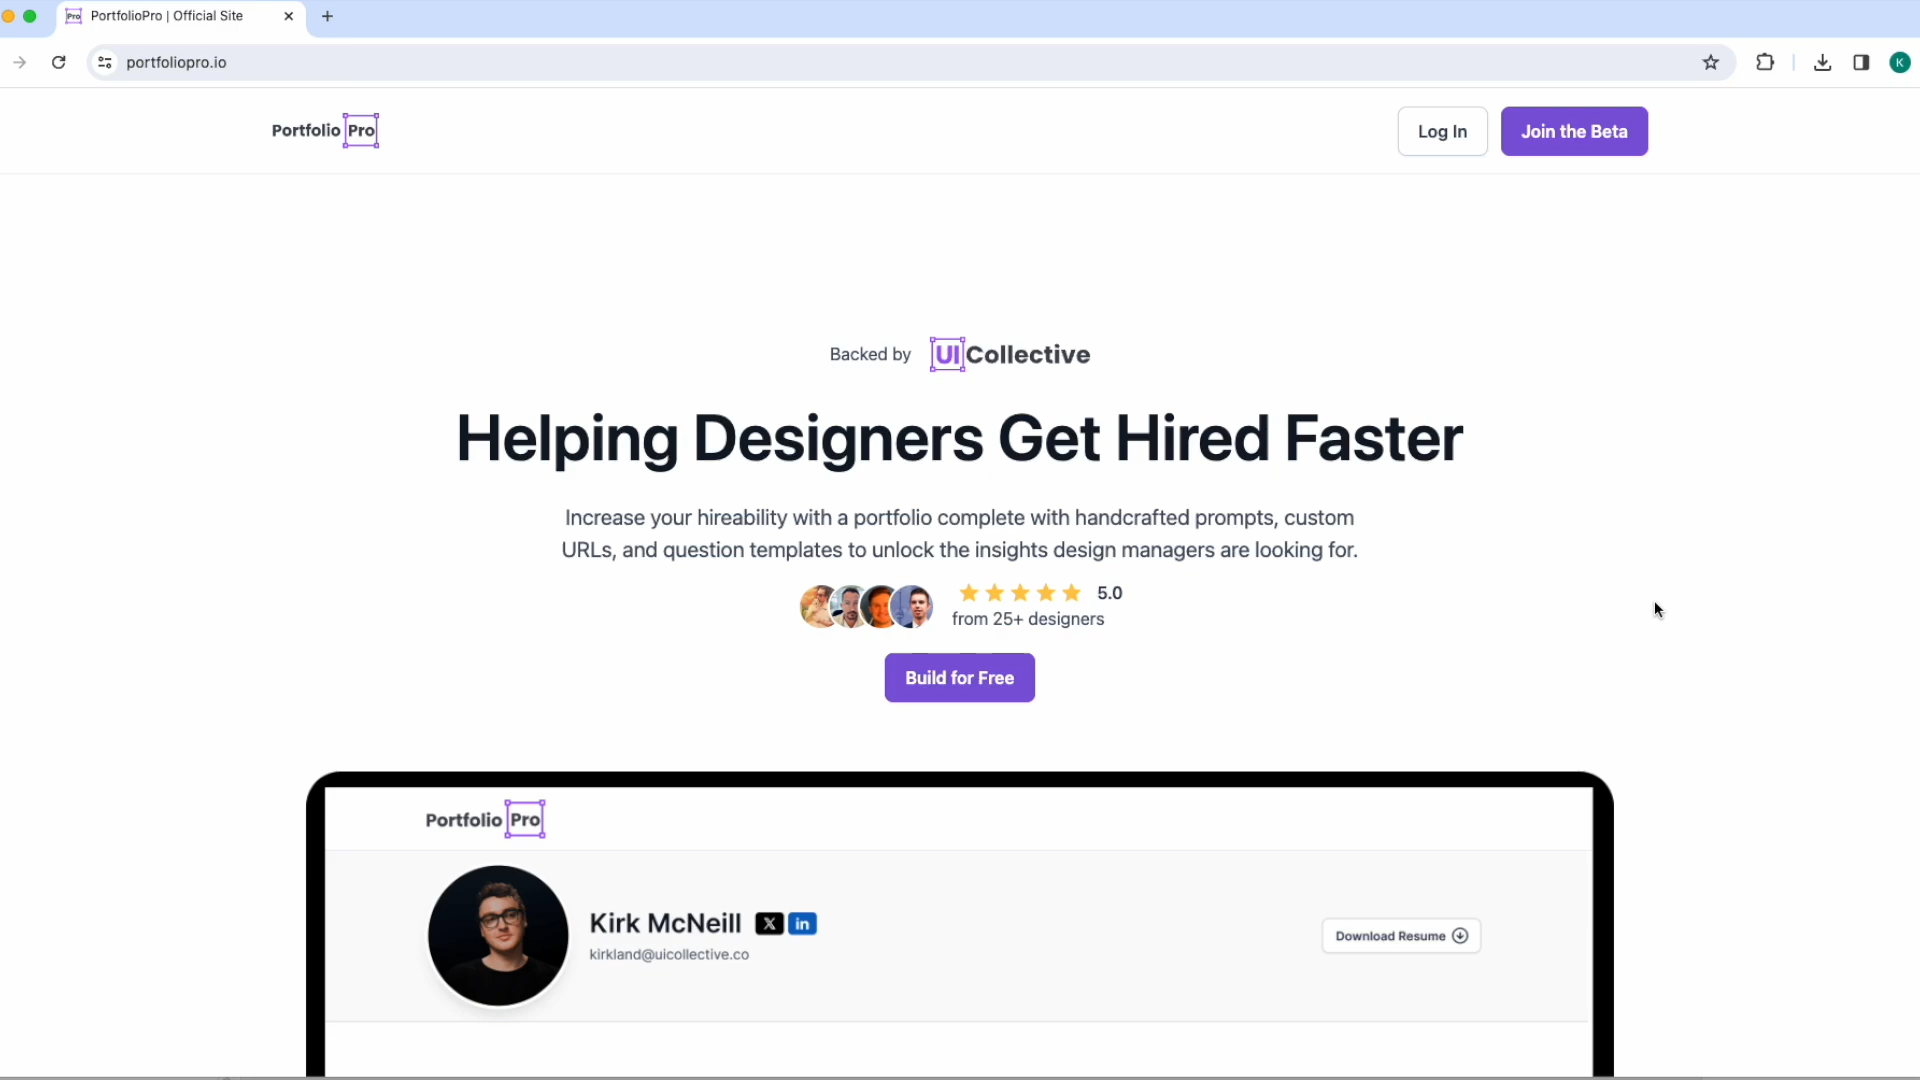 Pro PortfolioPro | Official Site
portfoliopro.io
K
Portfolio Pro
Log In
Join the Beta
Backed by UI Collective
Helping Designers Get Hired Faster
Increase your hireability with a portfolio complete with handcrafted prompts, custom
URLs, and question templates to unlock the insights design managers are looking for.
5.0
from 25+ designers
Build for Free
Portfolio Pro
Kirk McNeill X in
kirkland@uicollective.co
Download Resume